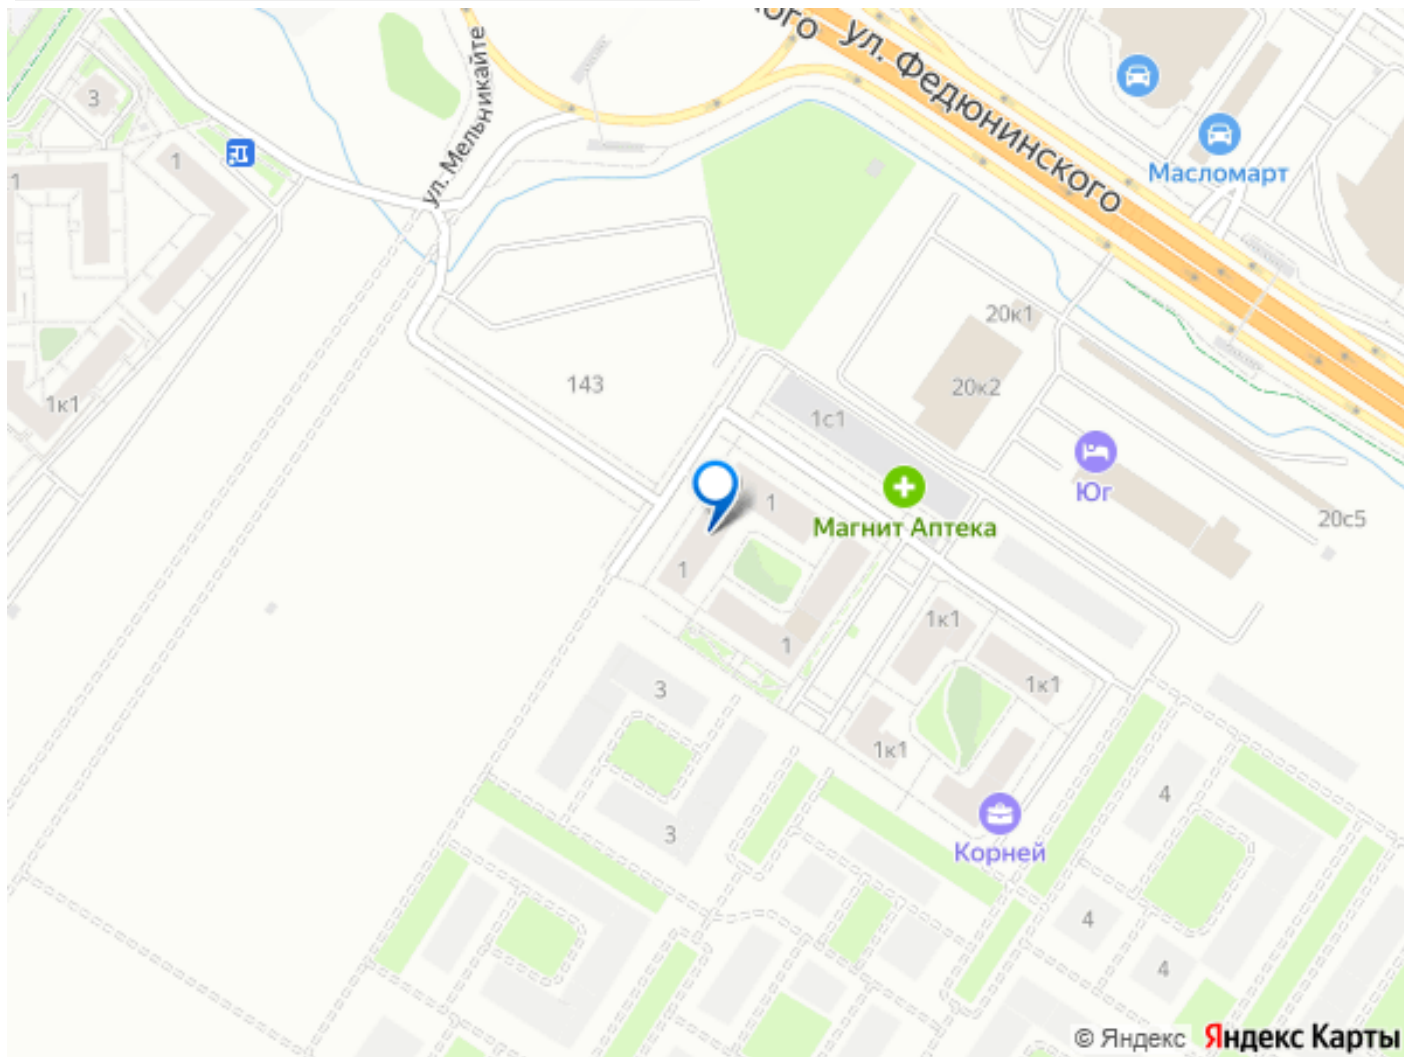 ого
ул. Федюнинского
ул. Мельникайте
3
1
1
Масломарт
20к1
143
20к2
1к1
1с1
Юг
1
Магнит Аптека
20с5
1
1к1
1
3
1к1
1к1
4
3
Корней
4
4
© Яндекс Яндекс Карты